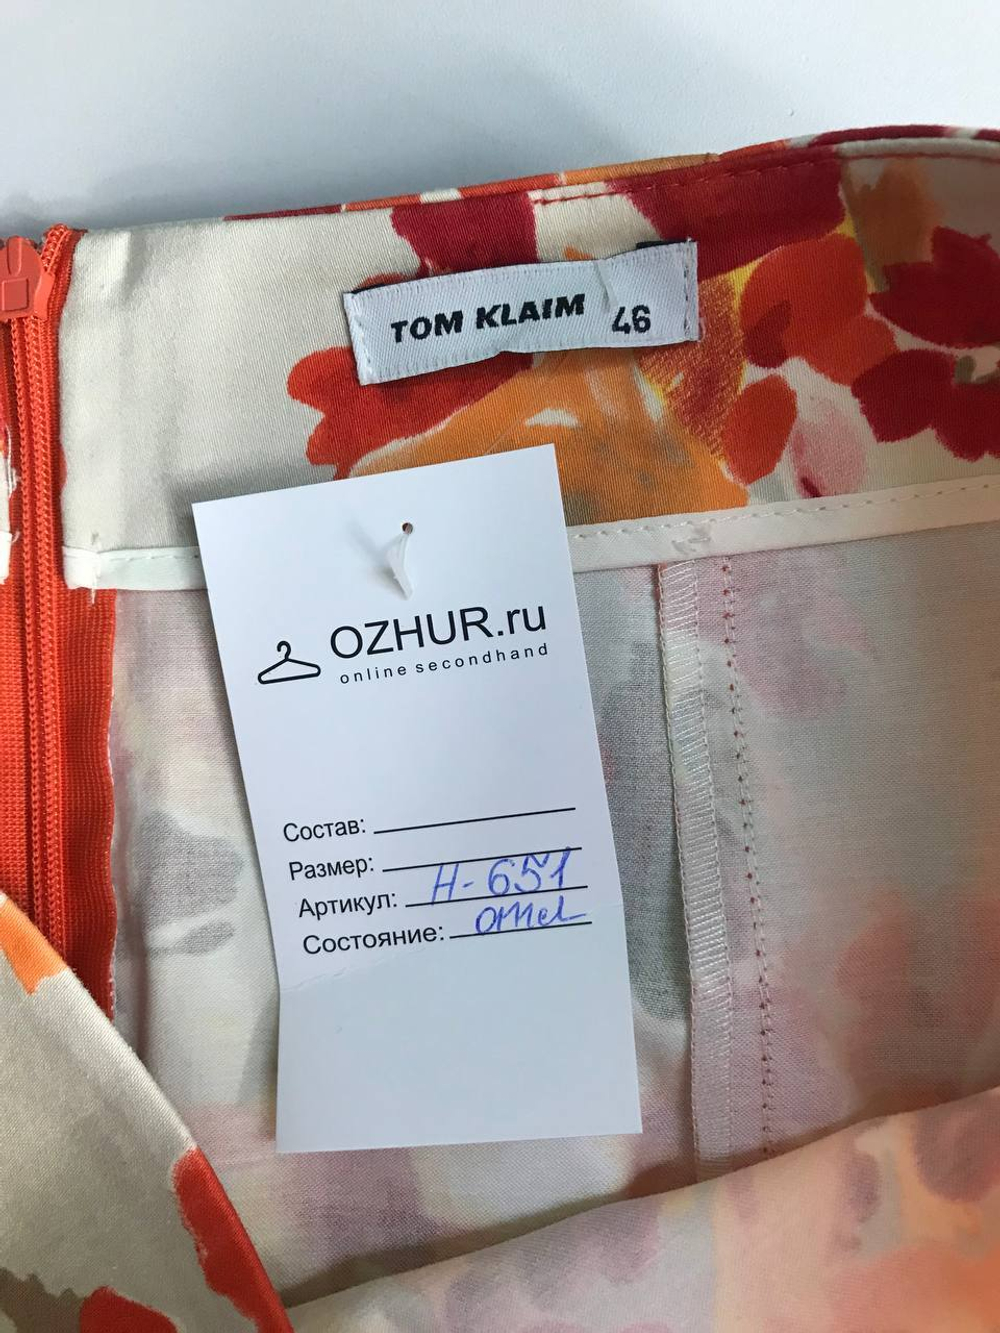 TOM KLAIM 46
OZHUR.ru
online secondhand
Состав:
Размер:
Артикул: Н-651
Состояние: отл